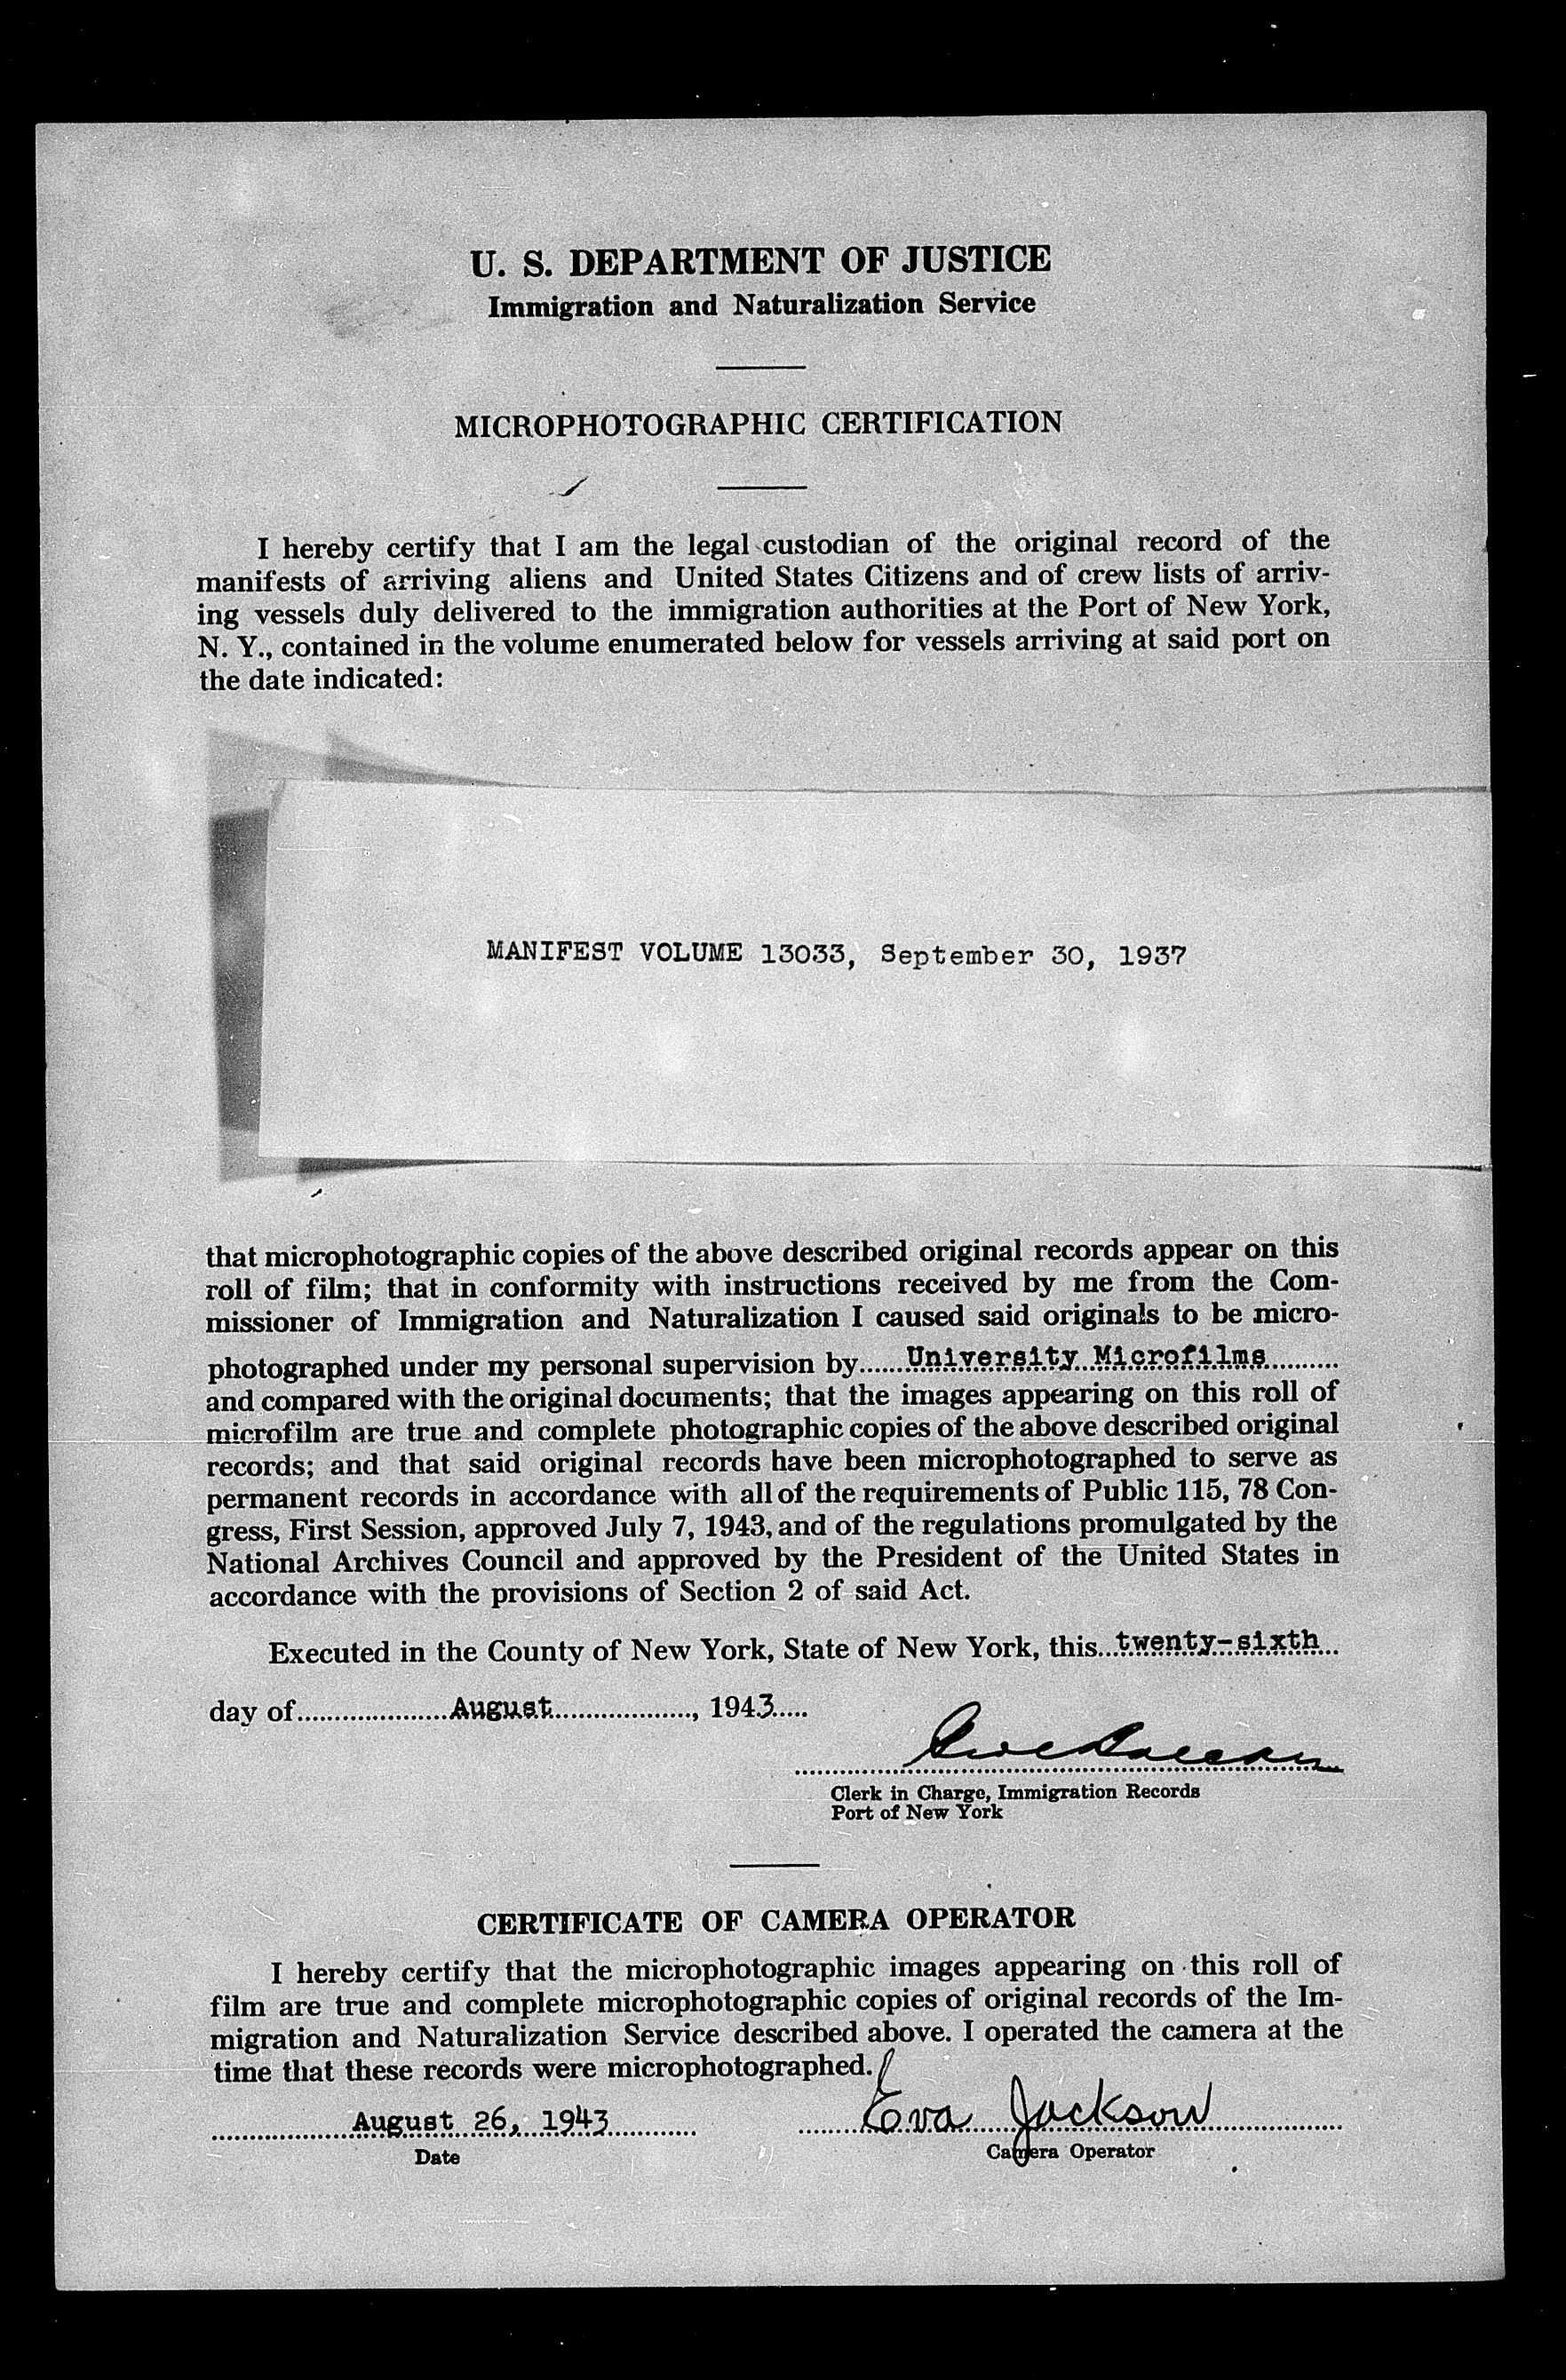 U. S. DEPARTMENT OF JUSTICE
Immigration and Naturalization Service
MICROPHOTOGRAPHIC CERTIFICATION
I hereby certify that I am the legal custodian of the original record of the
manifests of arriving aliens and United States Citizens and of crew lists of arriv-
ing vessels duly delivered to the immigration authorities at the Port of New York,
N. Y., contained in the volume enumerated below for vessels arriving at said port on
the date indicated:
MANIFEST VOLUME 13033, September 30, 1937
that microphotographic copies of the above described original records appear on this
roll of film; that in conformity with instructions received by me from the Com-
missioner of Immigration and Naturalization I caused said originals to be micro-
photographed under my personal supervision by......University Microfilms..........
and compared with the original documents; that the images appearing on this roll of
microfilm are true and complete photographic copies of the above described original
records; and that said original records have been microphotographed to serve as
permanent records in accordance with all of the requirements of Public 115, 78 Con-
gress, First Session, approved July 7, 1943, and of the regulations promulgated by the
National Archives Council and approved by the President of the United States in
accordance with the provisions of Section 2 of said Act.
Executed in the County of New York, State of New York, this...twenty-sixth...
day of....................August..................., 1943.....
Clerk in Charge, Immigration Records
Port of New York
CERTIFICATE OF CAMERA OPERATOR
I hereby certify that the microphotographic images appearing on this roll of
film are true and complete microphotographic copies of original records of the Im-
migration and Naturalization Service described above. I operated the camera at the
time that these records were microphotographed.
August 26, 1943 Eva Jackson
Date Camera Operator